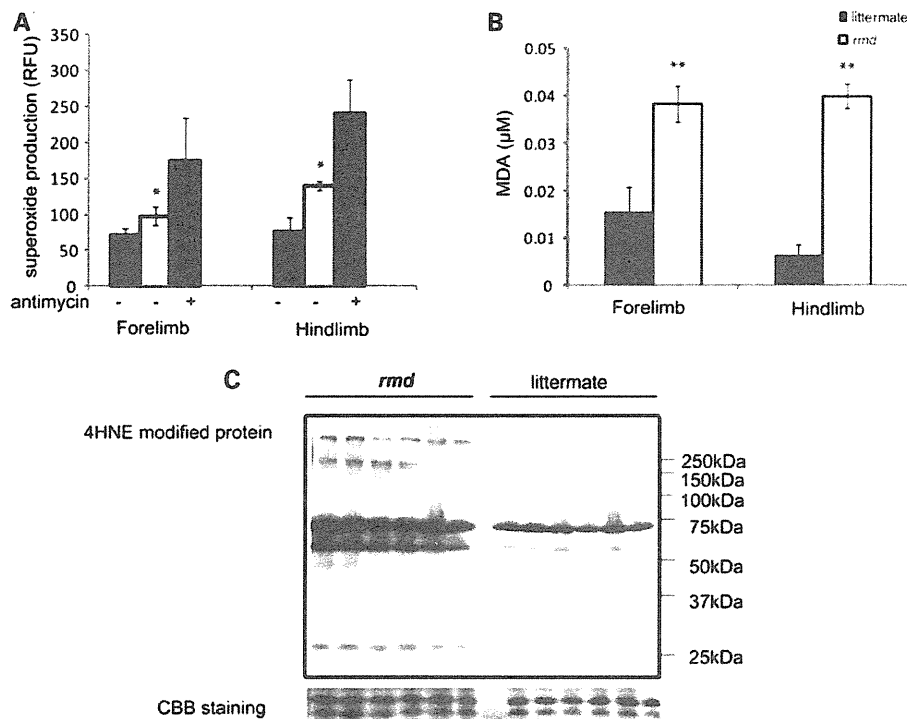 A
superoxide production (RFU)
350
300
250
200
150
100
50
0
*
*
antimycin - - + - - +
Forelimb Hindlimb
B
littermate
rmd
MDA (µM)
0.05
0.04
0.03
0.02
0.01
0
**
**
Forelimb Hindlimb
C
rmd littermate
4HNE modified protein
250kDa
150kDa
100kDa
75kDa
50kDa
37kDa
25kDa
CBB staining